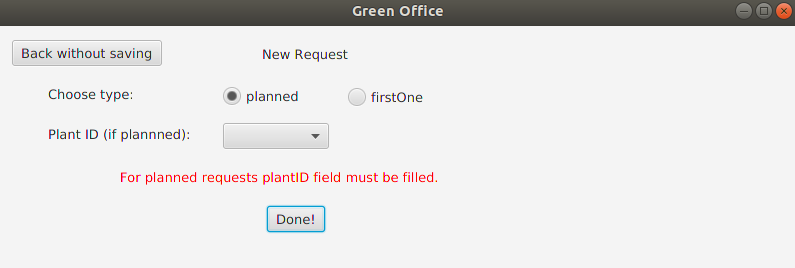 Green Office
Back without saving
New Request
Choose type:
planned
firstOne
Plant ID (if plannned):
For planned requests plantID field must be filled.
Done!